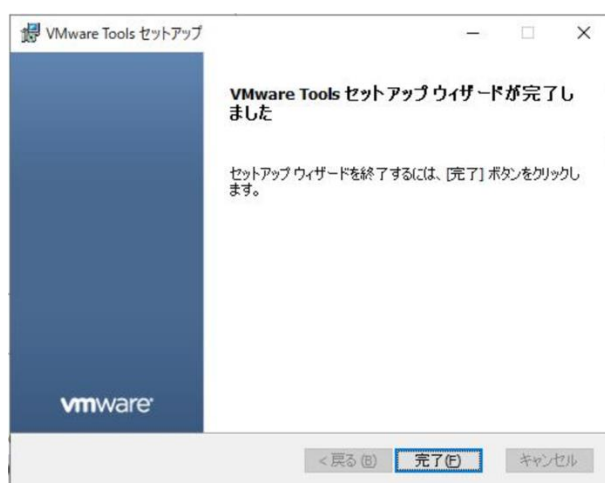 VMware Tools セットアップ
VMware Tools セットアップ ウィザードが完了し
ました
セットアップ ウィザードを終了するには、[完了] ボタンをクリックし
ます。
vmware
< 戻る(B) 完了(F) キャンセル